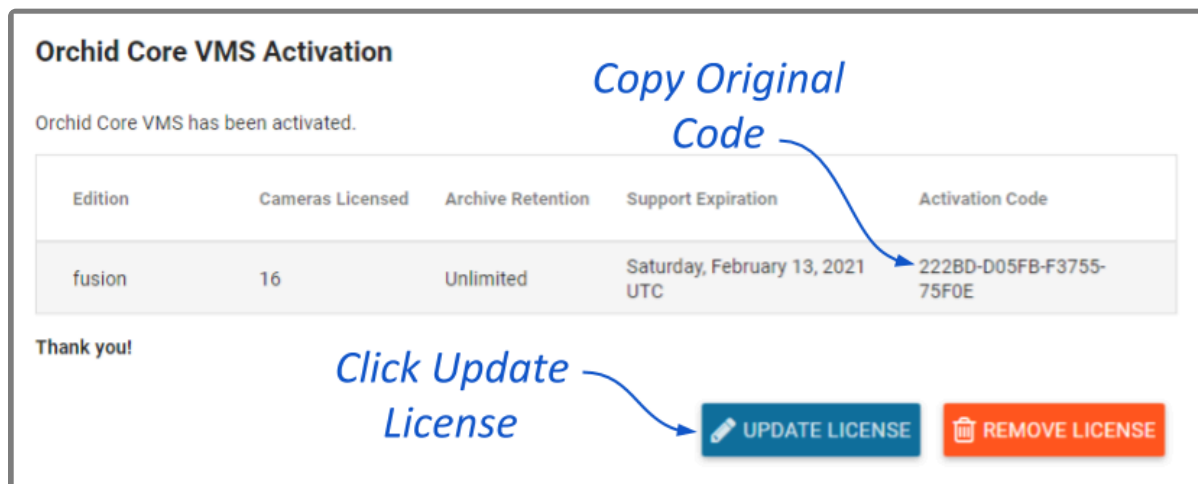 Orchid Core VMS Activation
Copy Original
Code
Orchid Core VMS has been activated.
Edition Cameras Licensed Archive Retention Support Expiration Activation Code
fusion 16 Unlimited Saturday, February 13, 2021 222BD-D05FB-F3755-
UTC 75F0E
Thank you!
Click Update
License
UPDATE LICENSE REMOVE LICENSE